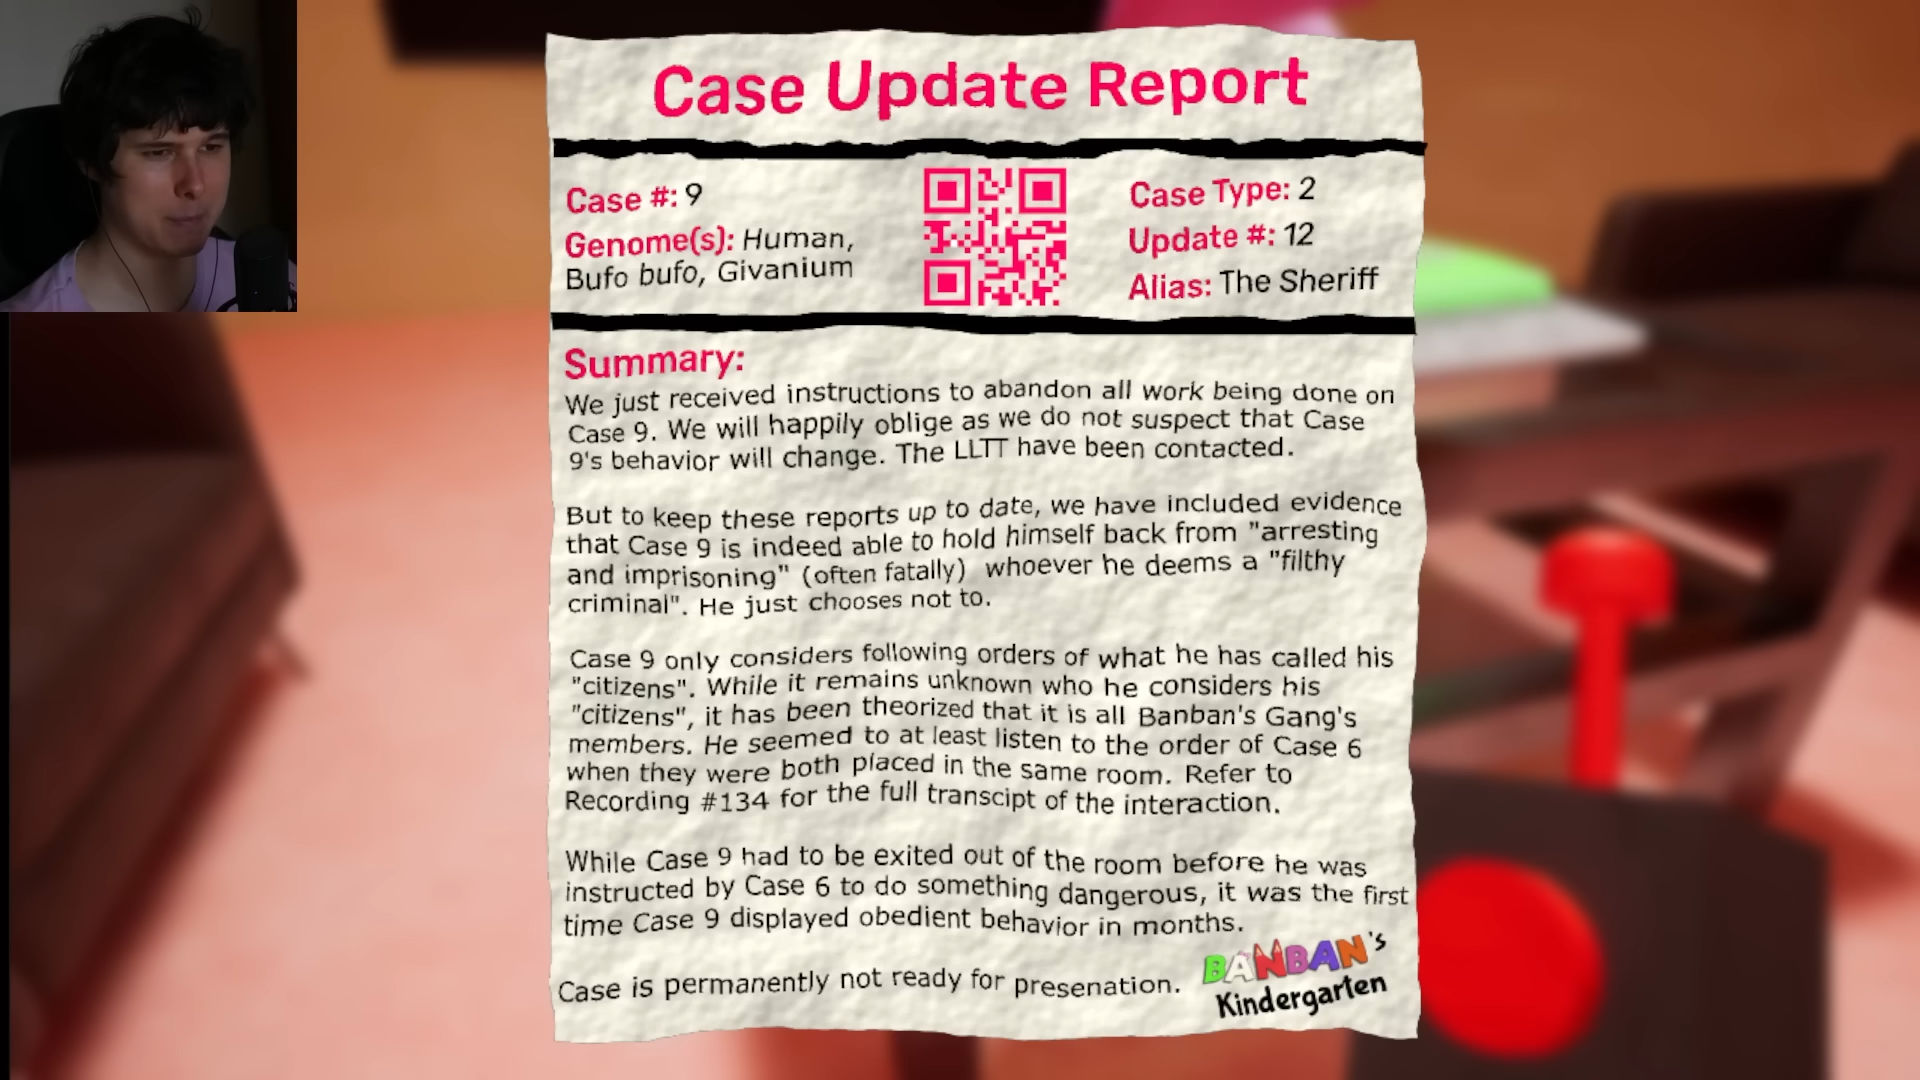 Case Update Report
Case #: 9
Genome(s): Human,
Bufo bufo, Givanium
Case Type: 2
Update #: 12
Alias: The Sheriff
Summary:
We just received instructions to abandon all work being done on
Case 9. We will happily oblige as we do not suspect that Case
9's behavior will change. The LLTT have been contacted.
But to keep these reports up to date, we have included evidence
that Case 9 is indeed able to hold himself back from "arresting
and imprisoning" (often fatally) whoever he deems a "filthy
criminal". He just chooses not to.
Case 9 only considers following orders of what he has called his
"citizens". While it remains unknown who he considers his
"citizens", it has been theorized that it is all Banban's Gang's
members. He seemed to at least listen to the order of Case 6
when they were both placed in the same room. Refer to
Recording #134 for the full transcipt of the interaction.
While Case 9 had to be exited out of the room before he was
instructed by Case 6 to do something dangerous, it was the first
time Case 9 displayed obedient behavior in months.
Case is permanently not ready for presenation.
BANBAN's
Kindergarten